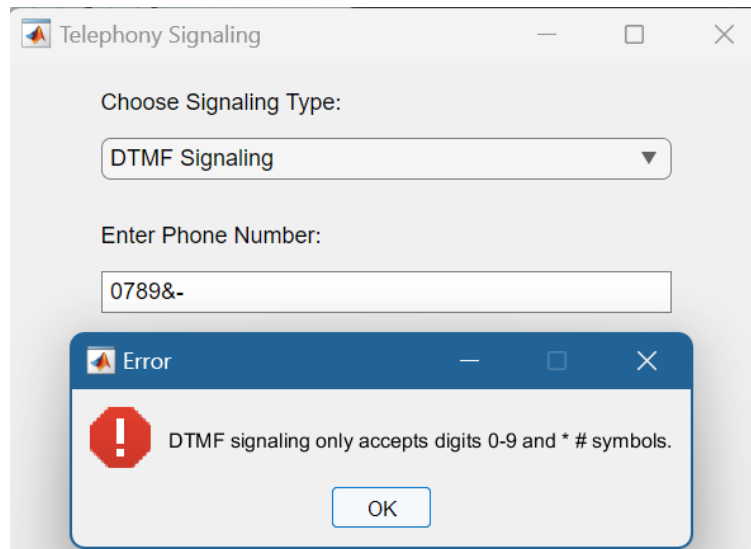 Telephony Signaling
Choose Signaling Type:
DTMF Signaling
Enter Phone Number:
0789&-
Error
DTMF signaling only accepts digits 0-9 and * # symbols.
OK